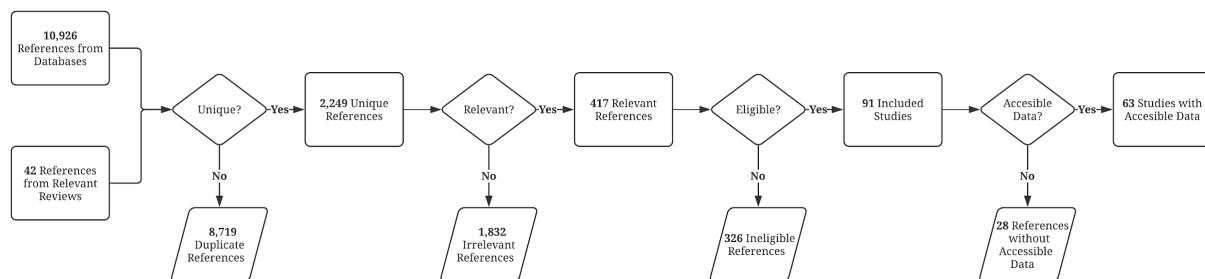 10,926
References from
Databases
42 References
from Relevant
Reviews
Unique?
Yes
No
8,719
Duplicate
References
2,249 Unique
References
Relevant?
Yes
No
1,832
Irrelevant
References
417 Relevant
References
Eligible?
Yes
No
326 Ineligible
References
91 Included
Studies
Accesible
Data?
Yes
No
28 References
without
Accessible
Data
63 Studies with
Accesible Data